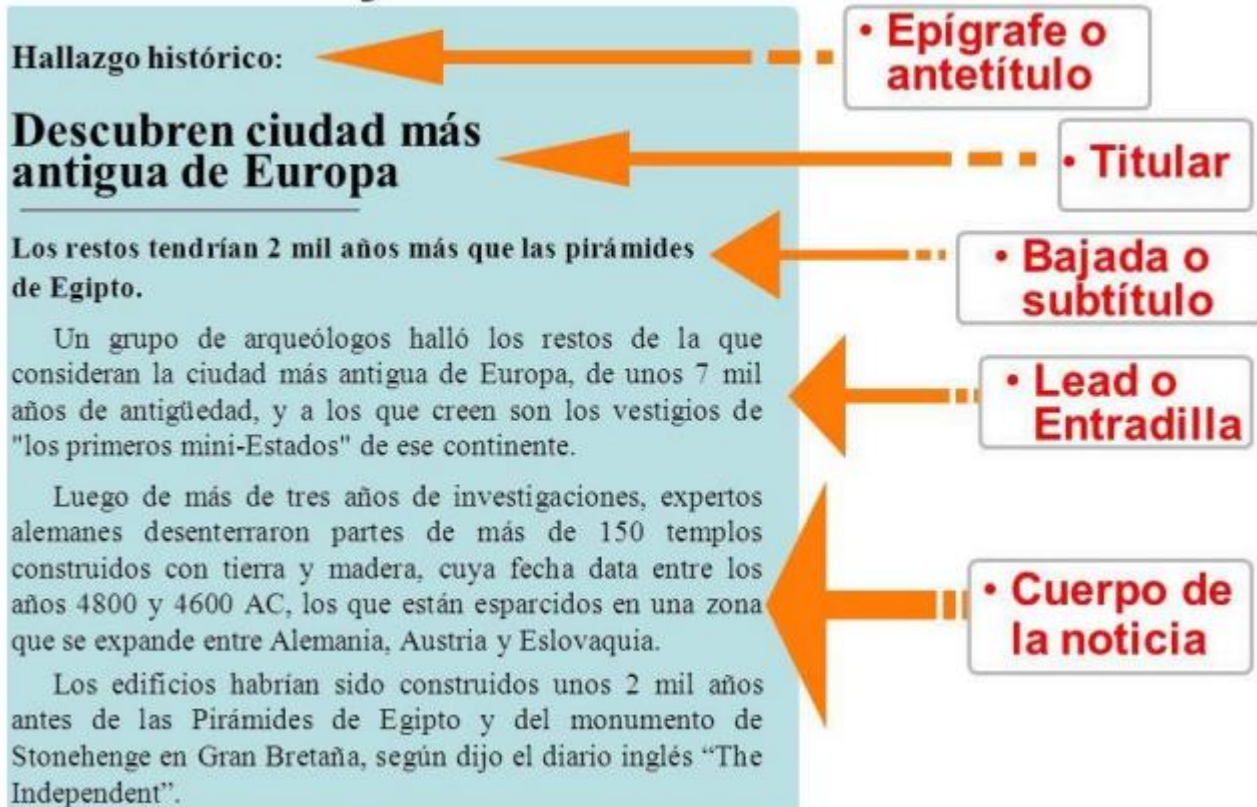 Hallazgo histórico:
Descubren ciudad más
antigua de Europa
Los restos tendrían 2 mil años más que las pirámides
de Egipto.
Un grupo de arqueólogos halló los restos de la que
consideran la ciudad más antigua de Europa, de unos 7 mil
años de antigüedad, y a los que creen son los vestigios de
"los primeros mini-Estados" de ese continente.
Luego de más de tres años de investigaciones, expertos
alemanes desenterraron partes de más de 150 templos
construidos con tierra y madera, cuya fecha data entre los
años 4800 y 4600 AC, los que están esparcidos en una zona
que se expande entre Alemania, Austria y Eslovaquia.
Los edificios habrían sido construidos unos 2 mil años
antes de las Pirámides de Egipto y del monumento de
Stonehenge en Gran Bretaña, según dijo el diario inglés “The
Independent”.
• Epígrafe o
antetítulo
• Titular
• Bajada o
subtítulo
• Lead o
Entradilla
• Cuerpo de
la noticia